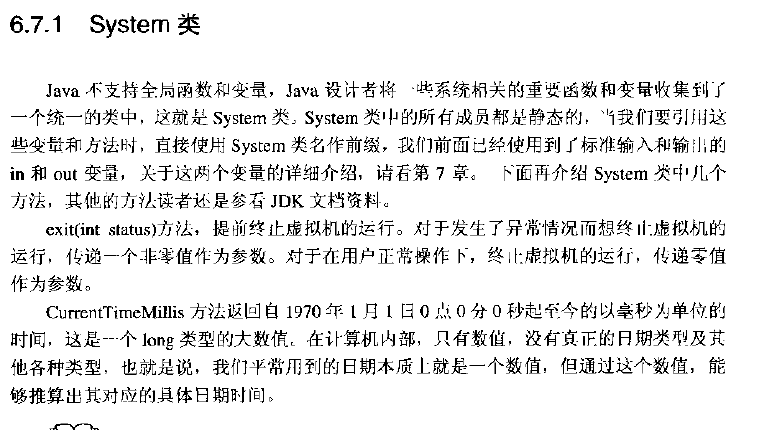 6.7.1 System 类
Java 不支持全局函数和变量，Java 设计者将一些系统相关的重要函数和变量收集到了
一个统一的类中，这就是 System 类。System 类中的所有成员都是静态的，当我们要引用这
些变量和方法时，直接使用 System 类名作前缀，我们前面已经使用到了标准输入和输出的
in 和 out 变量，关于这两个变量的详细介绍，请看第 7 章。 下面再介绍 System 类中几个
方法，其他的方法读者还是参看 JDK 文档资料。
exit(int status)方法，提前终止虚拟机的运行。对于发生了异常情况而想终止虚拟机的
运行，传递一个非零值作为参数。对于在用户正常操作下，终止虚拟机的运行，传递零值
作为参数。
CurrentTimeMillis 方法返回自 1970 年 1 月 1 日 0 点 0 分 0 秒起至今的以毫秒为单位的
时间，这是一个 long 类型的大数值。在计算机内部，只有数值，没有真正的日期类型及其
他各种类型，也就是说，我们平常用到的日期本质上就是一个数值，但通过这个数值，能
够推算出其对应的具体日期时间。